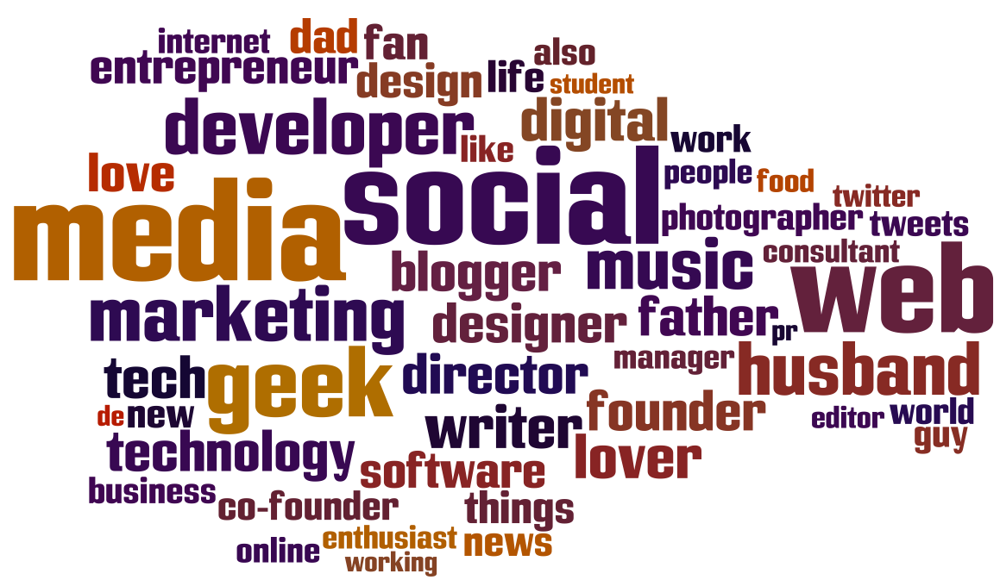 internet
dad
fan
also
entrepreneur
design
life
student
developer
digital
like
work
love
social
people
food
media
twitter
photographer
tweets
blogger
music
consultant
web
marketing
designer
father
pr
manager
husband
tech
geek
director
de
new
founder
editor
world
writer
guy
technology
software
lover
business
co-founder
things
online
enthusiast
news
working